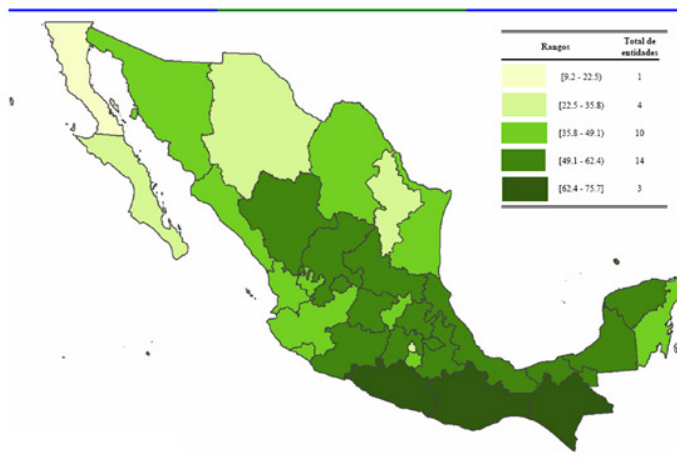 Rangos Total de entidades
[9.2 - 22.5) 1
[22.5 - 35.8) 4
[35.8 - 49.1) 10
[49.1 - 62.4) 14
[62.4 - 75.7] 3